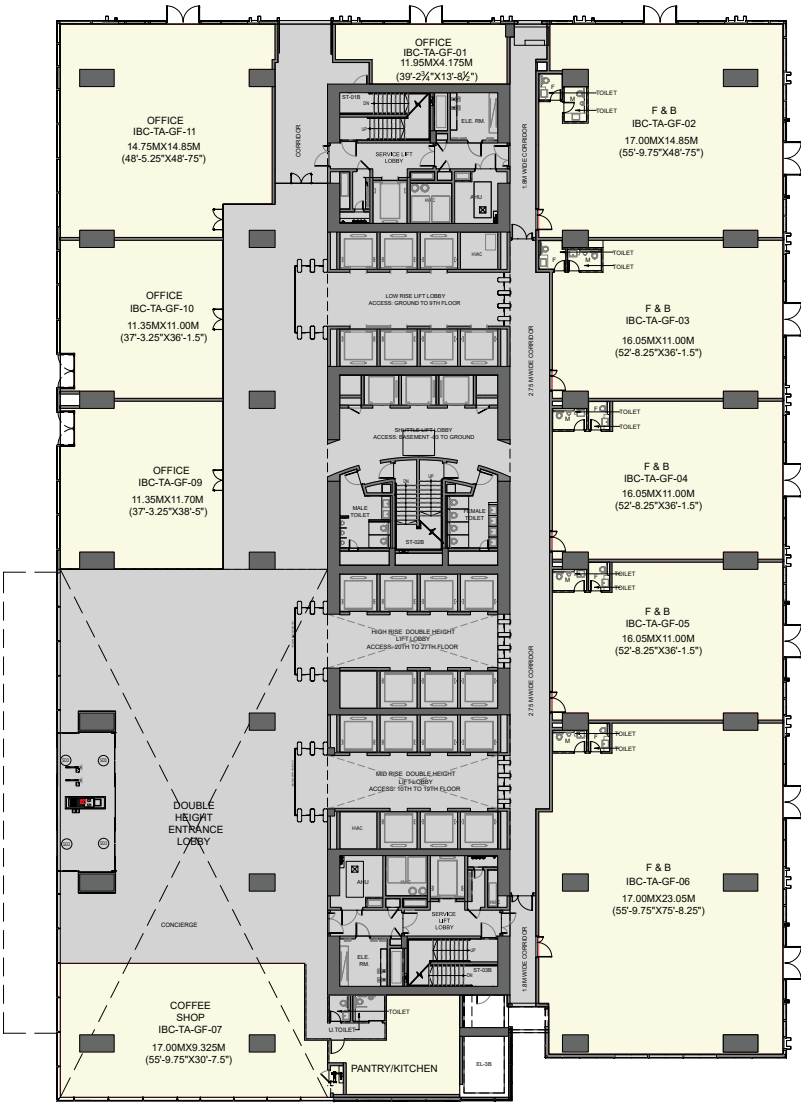 OFFICE
IBC-TA-GF-01
11.95MX4.175M
(39'-2¾"X13'-8½")
OFFICE
IBC-TA-GF-11
14.75MX14.85M
(48'-5.25"X48'-75")
CORRIDOR
ST-01B
DN
UP
ELE. RM.
SERVICE LIFT
LOBBY
HVAC
AHU
1.8M WIDE CORRIDOR
F
M
TOILET
TOILET
F & B
IBC-TA-GF-02
17.00MX14.85M
(55'-9.75"X48'-75")
HVAC
OFFICE
IBC-TA-GF-10
11.35MX11.00M
(37'-3.25"X36'-1.5")
LOW RISE LIFT LOBBY
ACCESS: GROUND TO 9TH FLOOR
2.75 M WIDE CORRIDOR
F
M
TOILET
TOILET
F & B
IBC-TA-GF-03
16.05MX11.00M
(52'-8.25"X36'-1.5")
OFFICE
IBC-TA-GF-09
11.35MX11.70M
(37'-3.25"X38'-5")
SHUTTLE LIFT LOBBY
ACCESS: BASEMENT -03 TO GROUND
MALE
TOILET
DN
UP
FEMALE
TOILET
ST-02B
M
F
TOILET
TOILET
F & B
IBC-TA-GF-04
16.05MX11.00M
(52'-8.25"X36'-1.5")
HIGH RISE DOUBLE HEIGHT
LIFT LOBBY
ACCESS: 20TH TO 27TH FLOOR
2.75 M WIDE CORRIDOR
M
F
TOILET
TOILET
F & B
IBC-TA-GF-05
16.05MX11.00M
(52'-8.25"X36'-1.5")
MID RISE DOUBLE HEIGHT
LIFT LOBBY
ACCESS: 10TH TO 19TH FLOOR
DOUBLE
HEIGHT
ENTRANCE
LOBBY
CONCIERGE
HVAC
AHU
HVAC
SERVICE
LIFT
LOBBY
ELE.
RM.
UP
DN
ST-03B
1.8M WIDE CORRIDOR
M
F
TOILET
TOILET
F & B
IBC-TA-GF-06
17.00MX23.05M
(55'-9.75"X75'-8.25")
COFFEE
SHOP
IBC-TA-GF-07
17.00MX9.325M
(55'-9.75"X30'-7.5")
TOILET
U.TOILET
PANTRY/KITCHEN
EL-3B